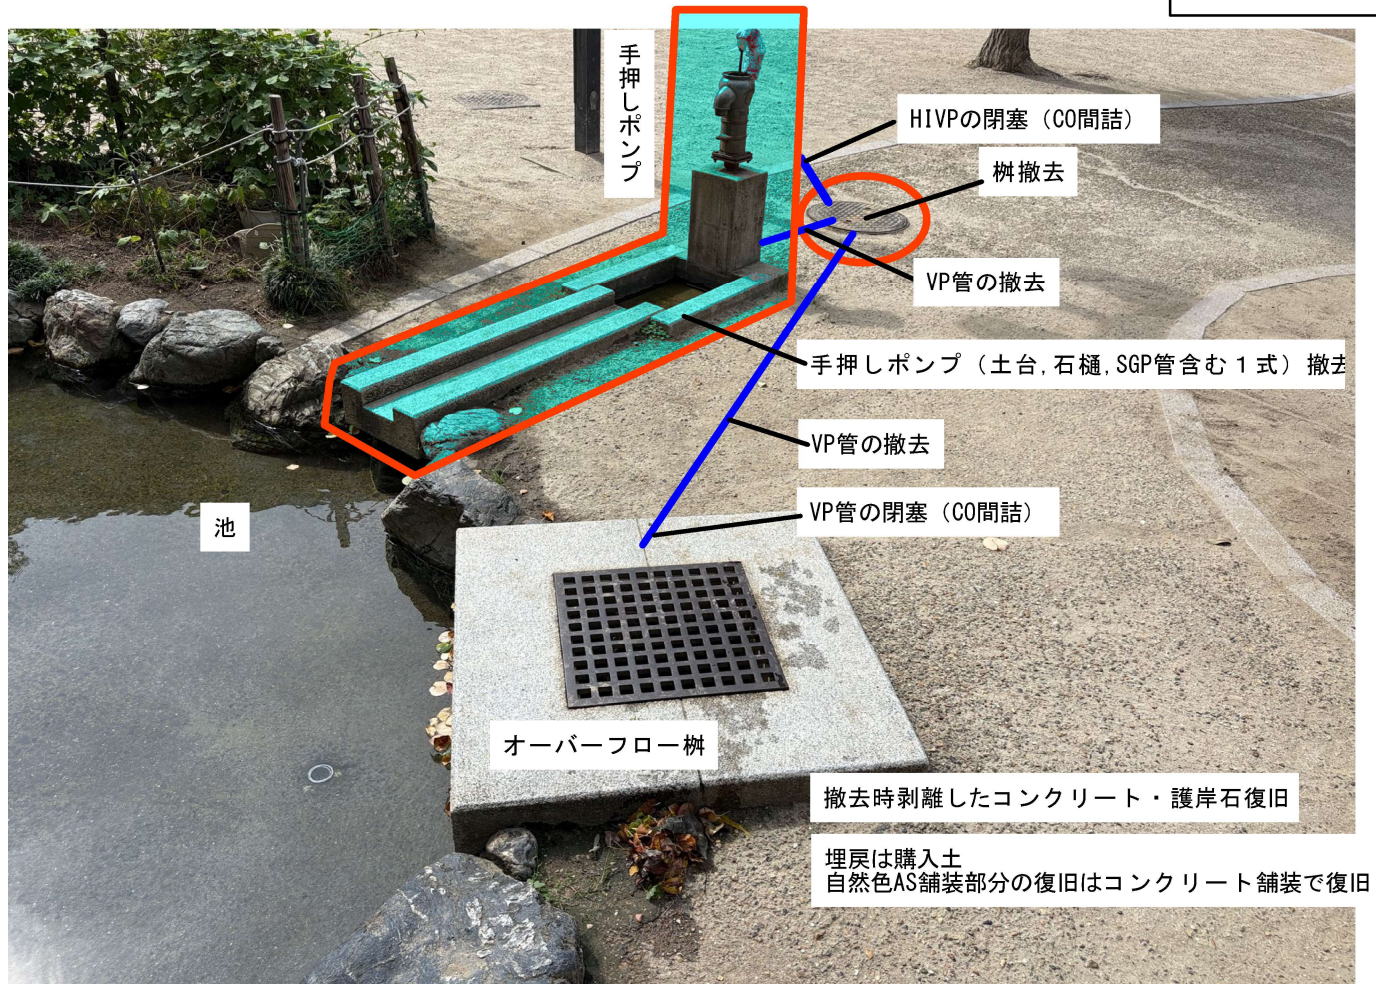 手押しポンプ
HIVPの閉塞（CO間詰）
桝撤去
VP管の撤去
手押しポンプ（土台,石樋,SGP管含む１式）撤去
VP管の撤去
VP管の閉塞（CO間詰）
池
オーバーフロー桝
撤去時剥離したコンクリート・護岸石復旧
埋戻は購入土
自然色AS舗装部分の復旧はコンクリート舗装で復旧